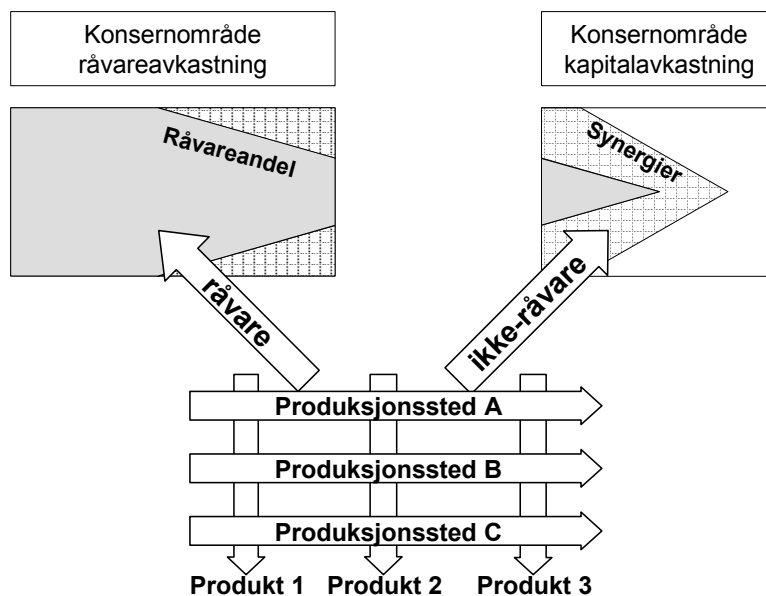 Konsernområde
råvareavkastning
Konsernområde
kapitalavkastning
Råvareandel
Synergier
råvare
ikke-råvare
Produksjonssted A
Produksjonssted B
Produksjonssted C
Produkt 1 Produkt 2 Produkt 3